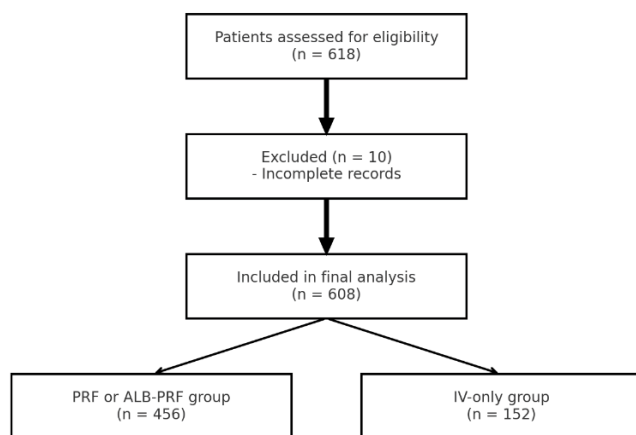 Patients assessed for eligibility
(n = 618)
Excluded (n = 10)
- Incomplete records
Included in final analysis
(n = 608)
PRF or ALB-PRF group
(n = 456)
IV-only group
(n = 152)